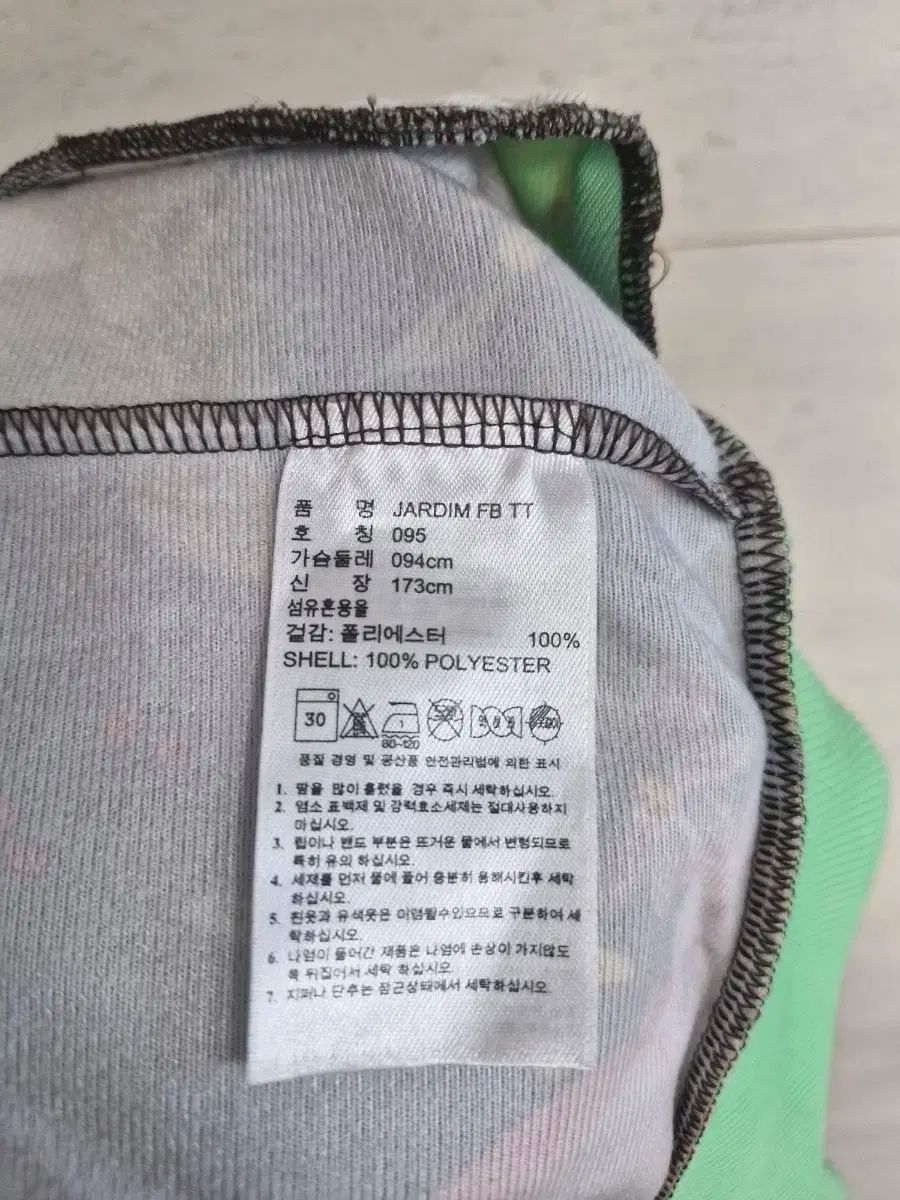 품 명 JARDIM FB TT
호 칭 095
가슴둘레 094cm
신 장 173cm
섬유혼용율
겉감: 폴리에스터 100%
SHELL: 100% POLYESTER
30 1
80~120
품질 경영 및 공산품 안전관리법에 의한 표시
1. 땀을 많이 흘렸을 경우 즉시 세탁하십시오.
2. 염소 표백제 및 강력효소세제는 절대사용하지
마십시오.
3. 립이나 밴드 부분은 뜨거운 물에서 변형되므로
특히 유의 하십시오.
4. 세제를 먼저 물에 풀어 충분히 용해시킨후 세탁
하십시오.
5. 흰옷과 유색옷은 이염될수있으므로 구분하여 세
탁하십시오.
6. 나염이 들어간 제품은 나염에 손상이 가지않도
록 뒤집어서 세탁 하십시오.
7. 지퍼나 단추는 잠근상태에서 세탁하십시오.